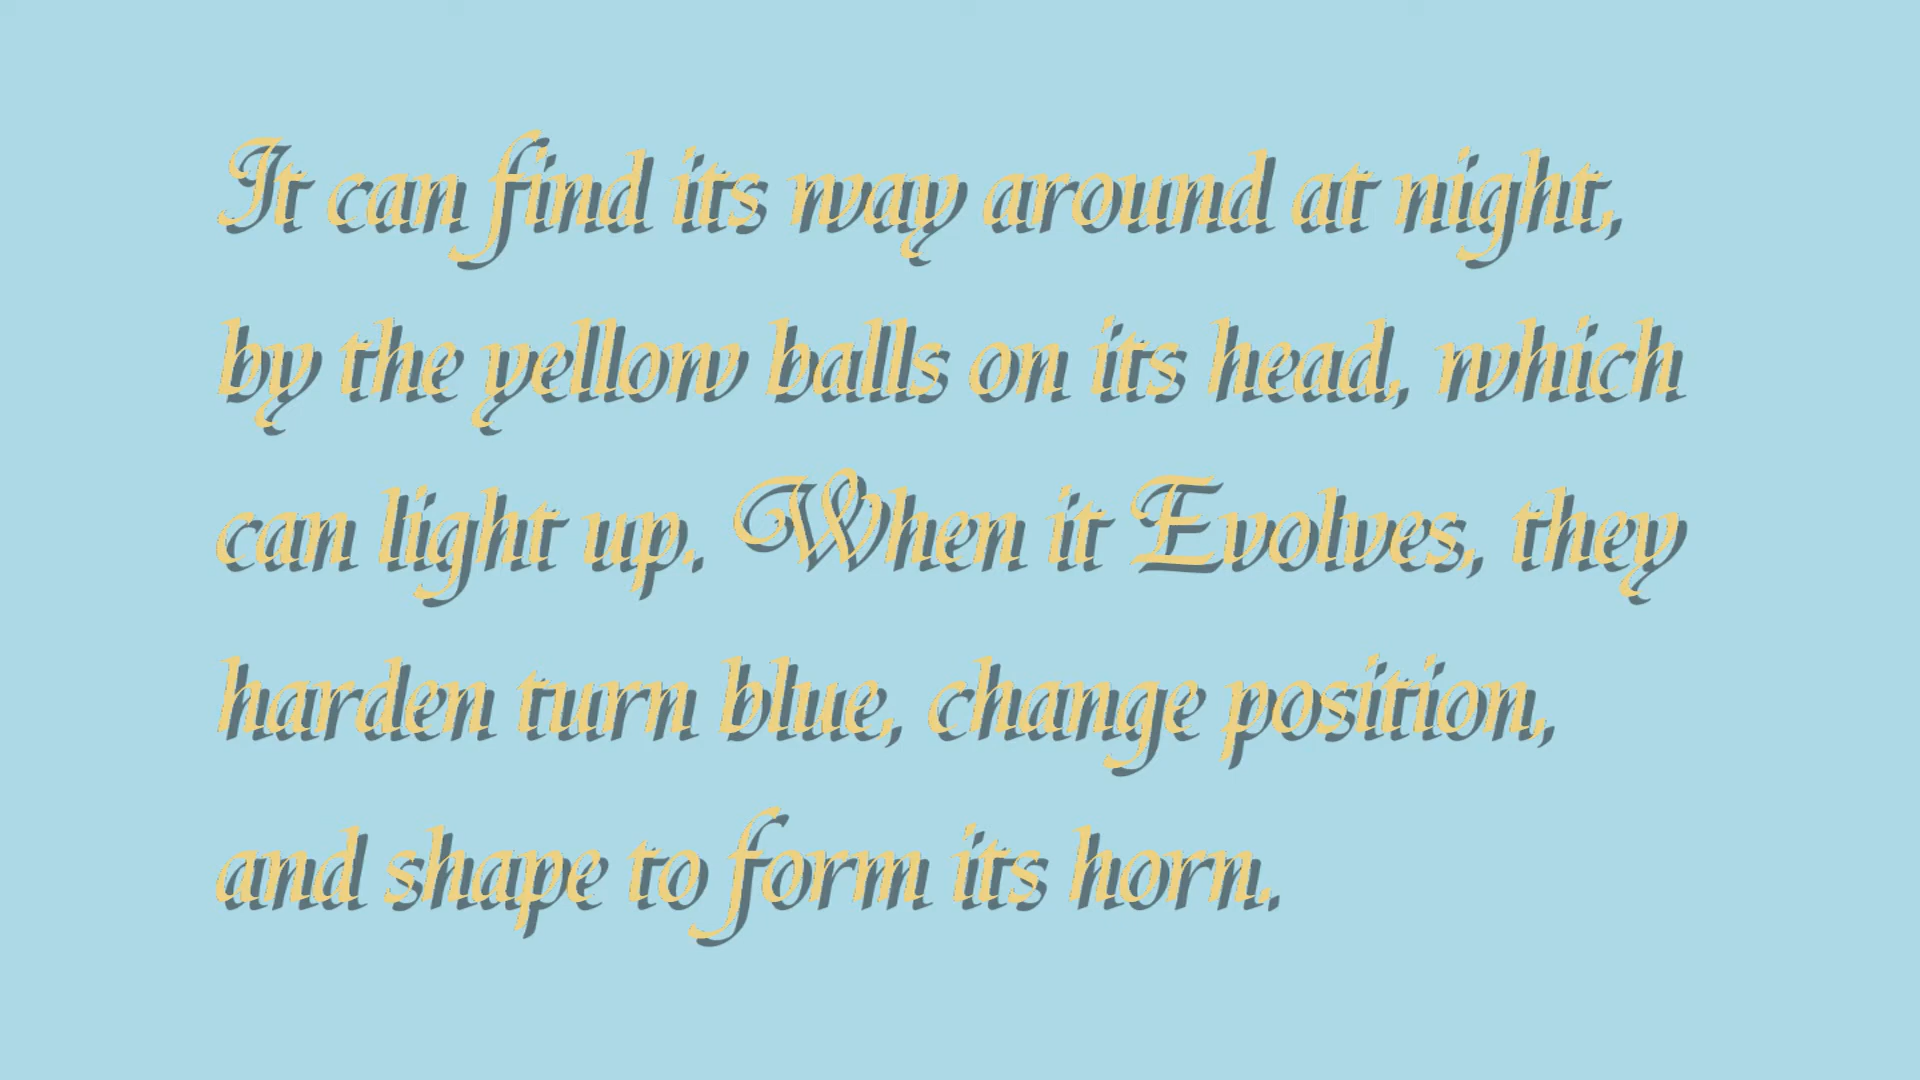 It can find its way around at night,
by the yellow balls on its head, which
can light up. When it Evolves, they
harden turn blue, change position,
and shape to form its horn.